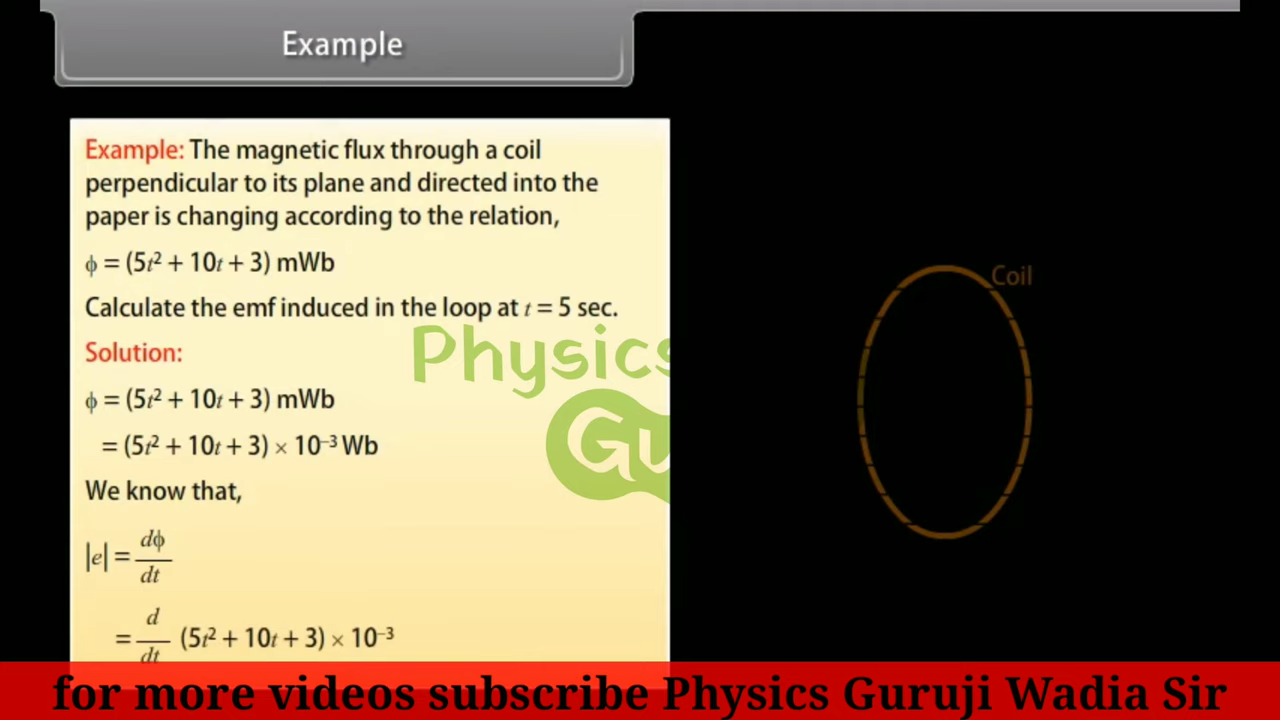 Example
Example: The magnetic flux through a coil
perpendicular to its plane and directed into the
paper is changing according to the relation,
ϕ = (5t² + 10t + 3) mWb
Calculate the emf induced in the loop at t = 5 sec.
Solution:
ϕ = (5t² + 10t + 3) mWb
= (5t² + 10t + 3) × 10⁻³ Wb
We know that,
|e| = dϕ/dt
= d/dt (5t² + 10t + 3) × 10⁻³
Physics
Gu
Coil
for more videos subscribe Physics Guruji Wadia Sir